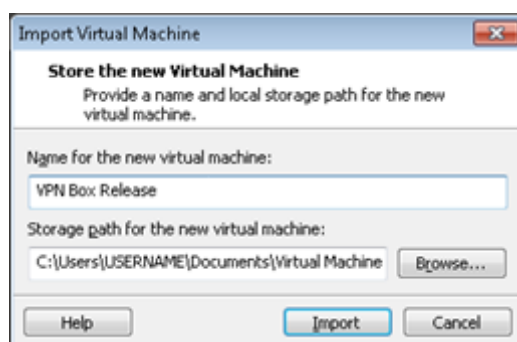 Import Virtual Machine
Store the new Virtual Machine
Provide a name and local storage path for the new
virtual machine.
Name for the new virtual machine:
VPN Box Release
Storage path for the new virtual machine:
C:\Users\USERNAME\Documents\Virtual Machine
Browse...
Help
Import
Cancel